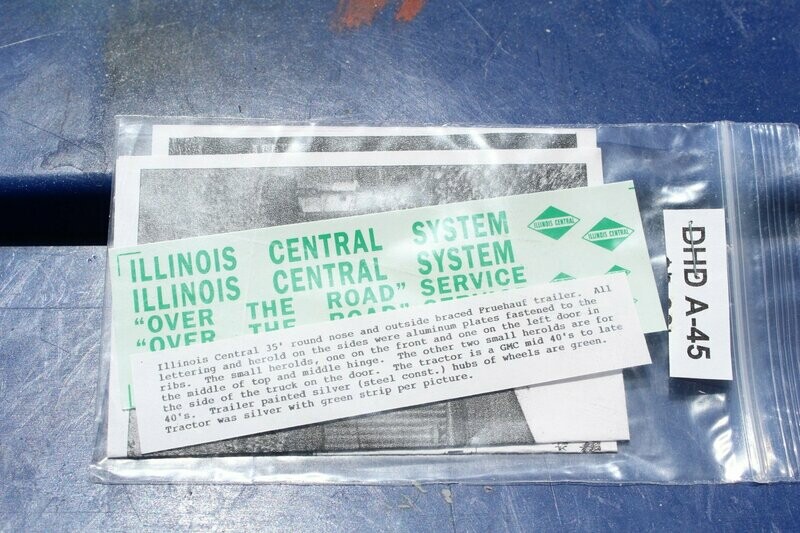 ILLINOIS CENTRAL SYSTEM
ILLINOIS CENTRAL SYSTEM
"OVER THE ROAD" SERVICE
"OVER THE ROAD" SERVICE
ILLINOIS CENTRAL
ILLINOIS CENTRAL
Illinois Central 35' round nose and outside braced Fruehauf trailer. All
lettering and herold on the sides were aluminum plates fastened to the
ribs. The small herolds, one on the front and one on the left door in
the middle of top and middle hinge. The other two small herolds are for
the side of the truck on the door. The tractor is a GMC mid 40's to late
40's. Trailer painted silver (steel const.) hubs of wheels are green.
Tractor was silver with green strip per picture.
DHD A-45